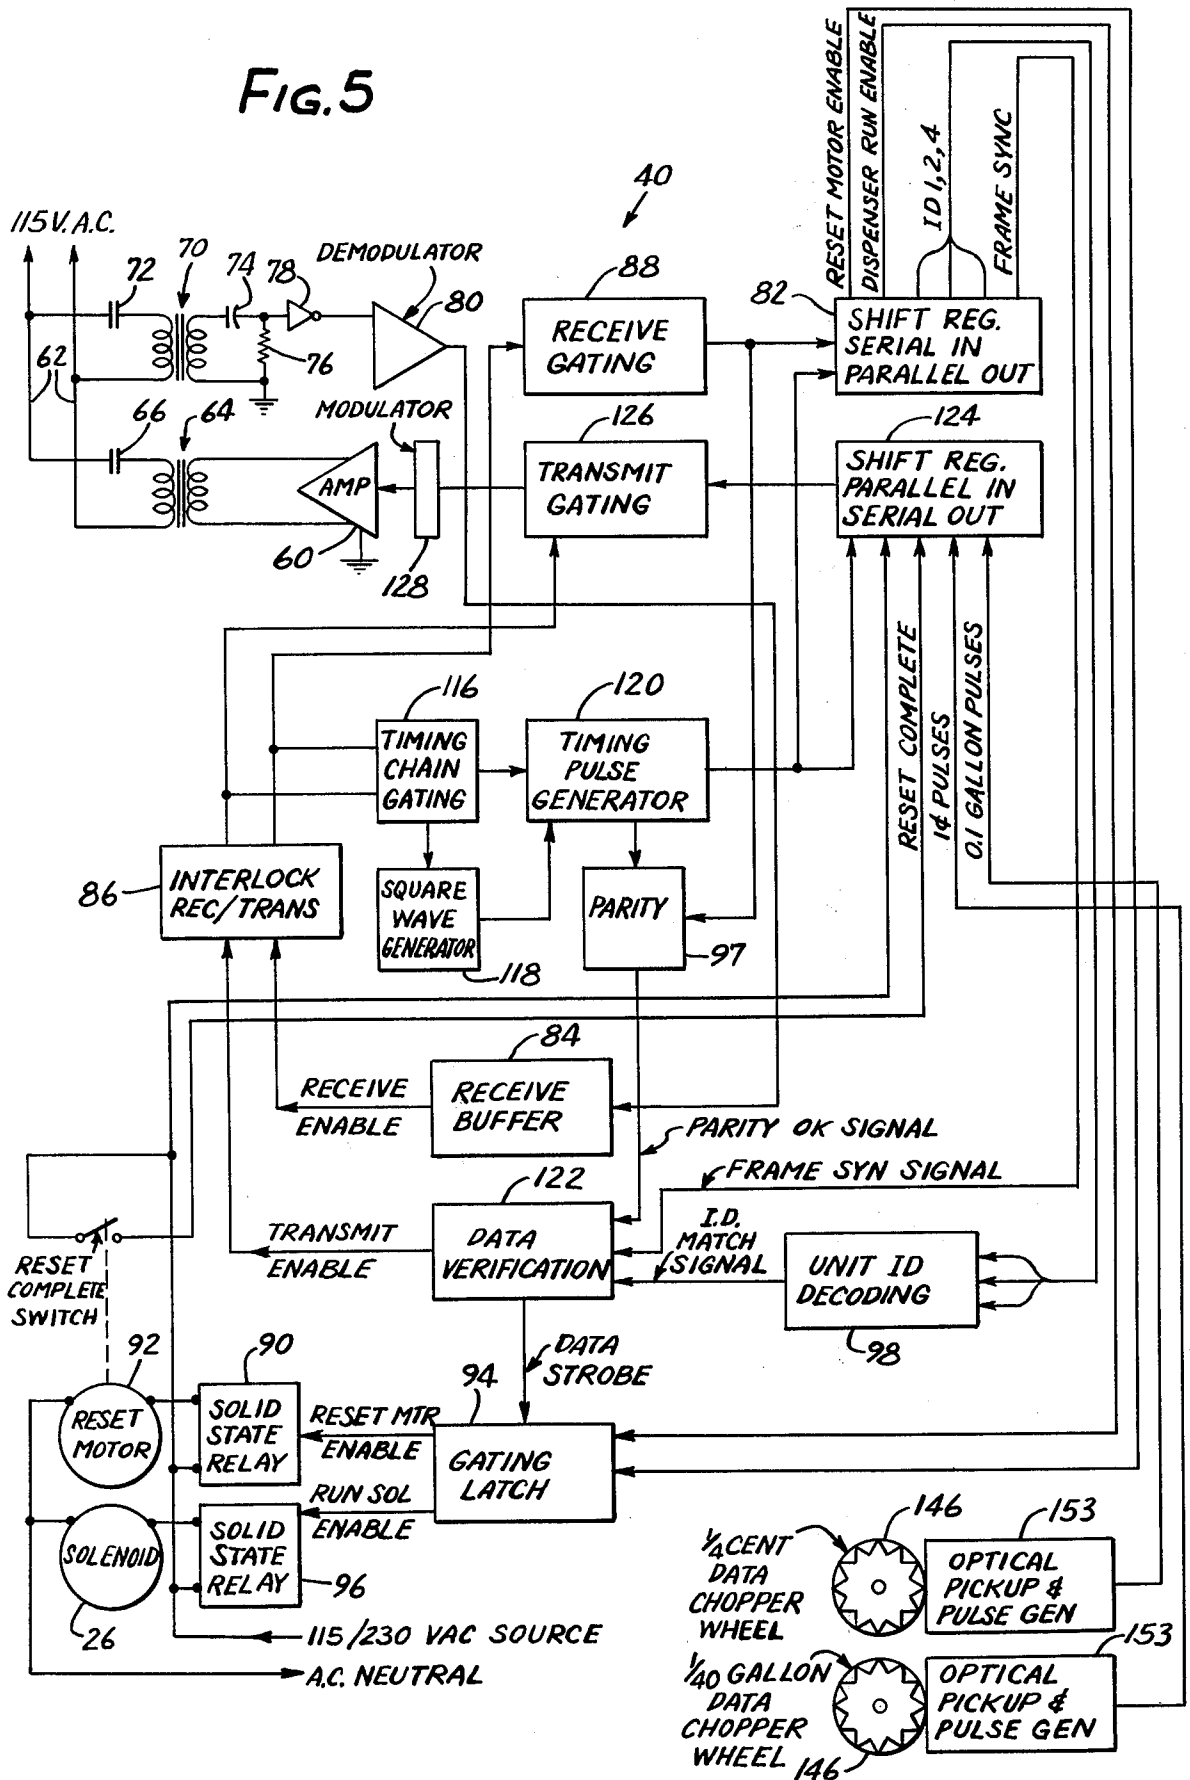 FIG. 5
RESET MOTOR ENABLE
DISPENSER RUN ENABLE
ID 1, 2, 4
FRAME SYNC
40
115 V. A.C.
72
70
74
78
DEMODULATOR
80
88
82
RECEIVE
GATING
SHIFT REG.
SERIAL IN
PARALLEL OUT
62
76
66
64
MODULATOR
126
124
AMP
TRANSMIT
GATING
SHIFT REG.
PARALLEL IN
SERIAL OUT
60
128
RESET COMPLETE
1¢ PULSES
0.1 GALLON PULSES
116
120
TIMING
CHAIN
GATING
TIMING
PULSE
GENERATOR
86
INTERLOCK
REC/TRANS
SQUARE
WAVE
GENERATOR
118
PARITY
97
84
RECEIVE
ENABLE
RECEIVE
BUFFER
PARITY OK SIGNAL
FRAME SYN SIGNAL
122
TRANSMIT
ENABLE
DATA
VERIFICATION
I.D.
MATCH
SIGNAL
UNIT ID
DECODING
98
RESET
COMPLETE
SWITCH
92
90
94
DATA
STROBE
RESET
MOTOR
SOLID
STATE
RELAY
RESET MTR
ENABLE
GATING
LATCH
RUN SOL
ENABLE
SOLENOID
SOLID
STATE
RELAY
26
96
115/230 VAC SOURCE
A.C. NEUTRAL
146
153
1/4 CENT
DATA
CHOPPER
WHEEL
OPTICAL
PICKUP &
PULSE GEN
153
1/40 GALLON
DATA
CHOPPER
WHEEL
OPTICAL
PICKUP &
PULSE GEN
146